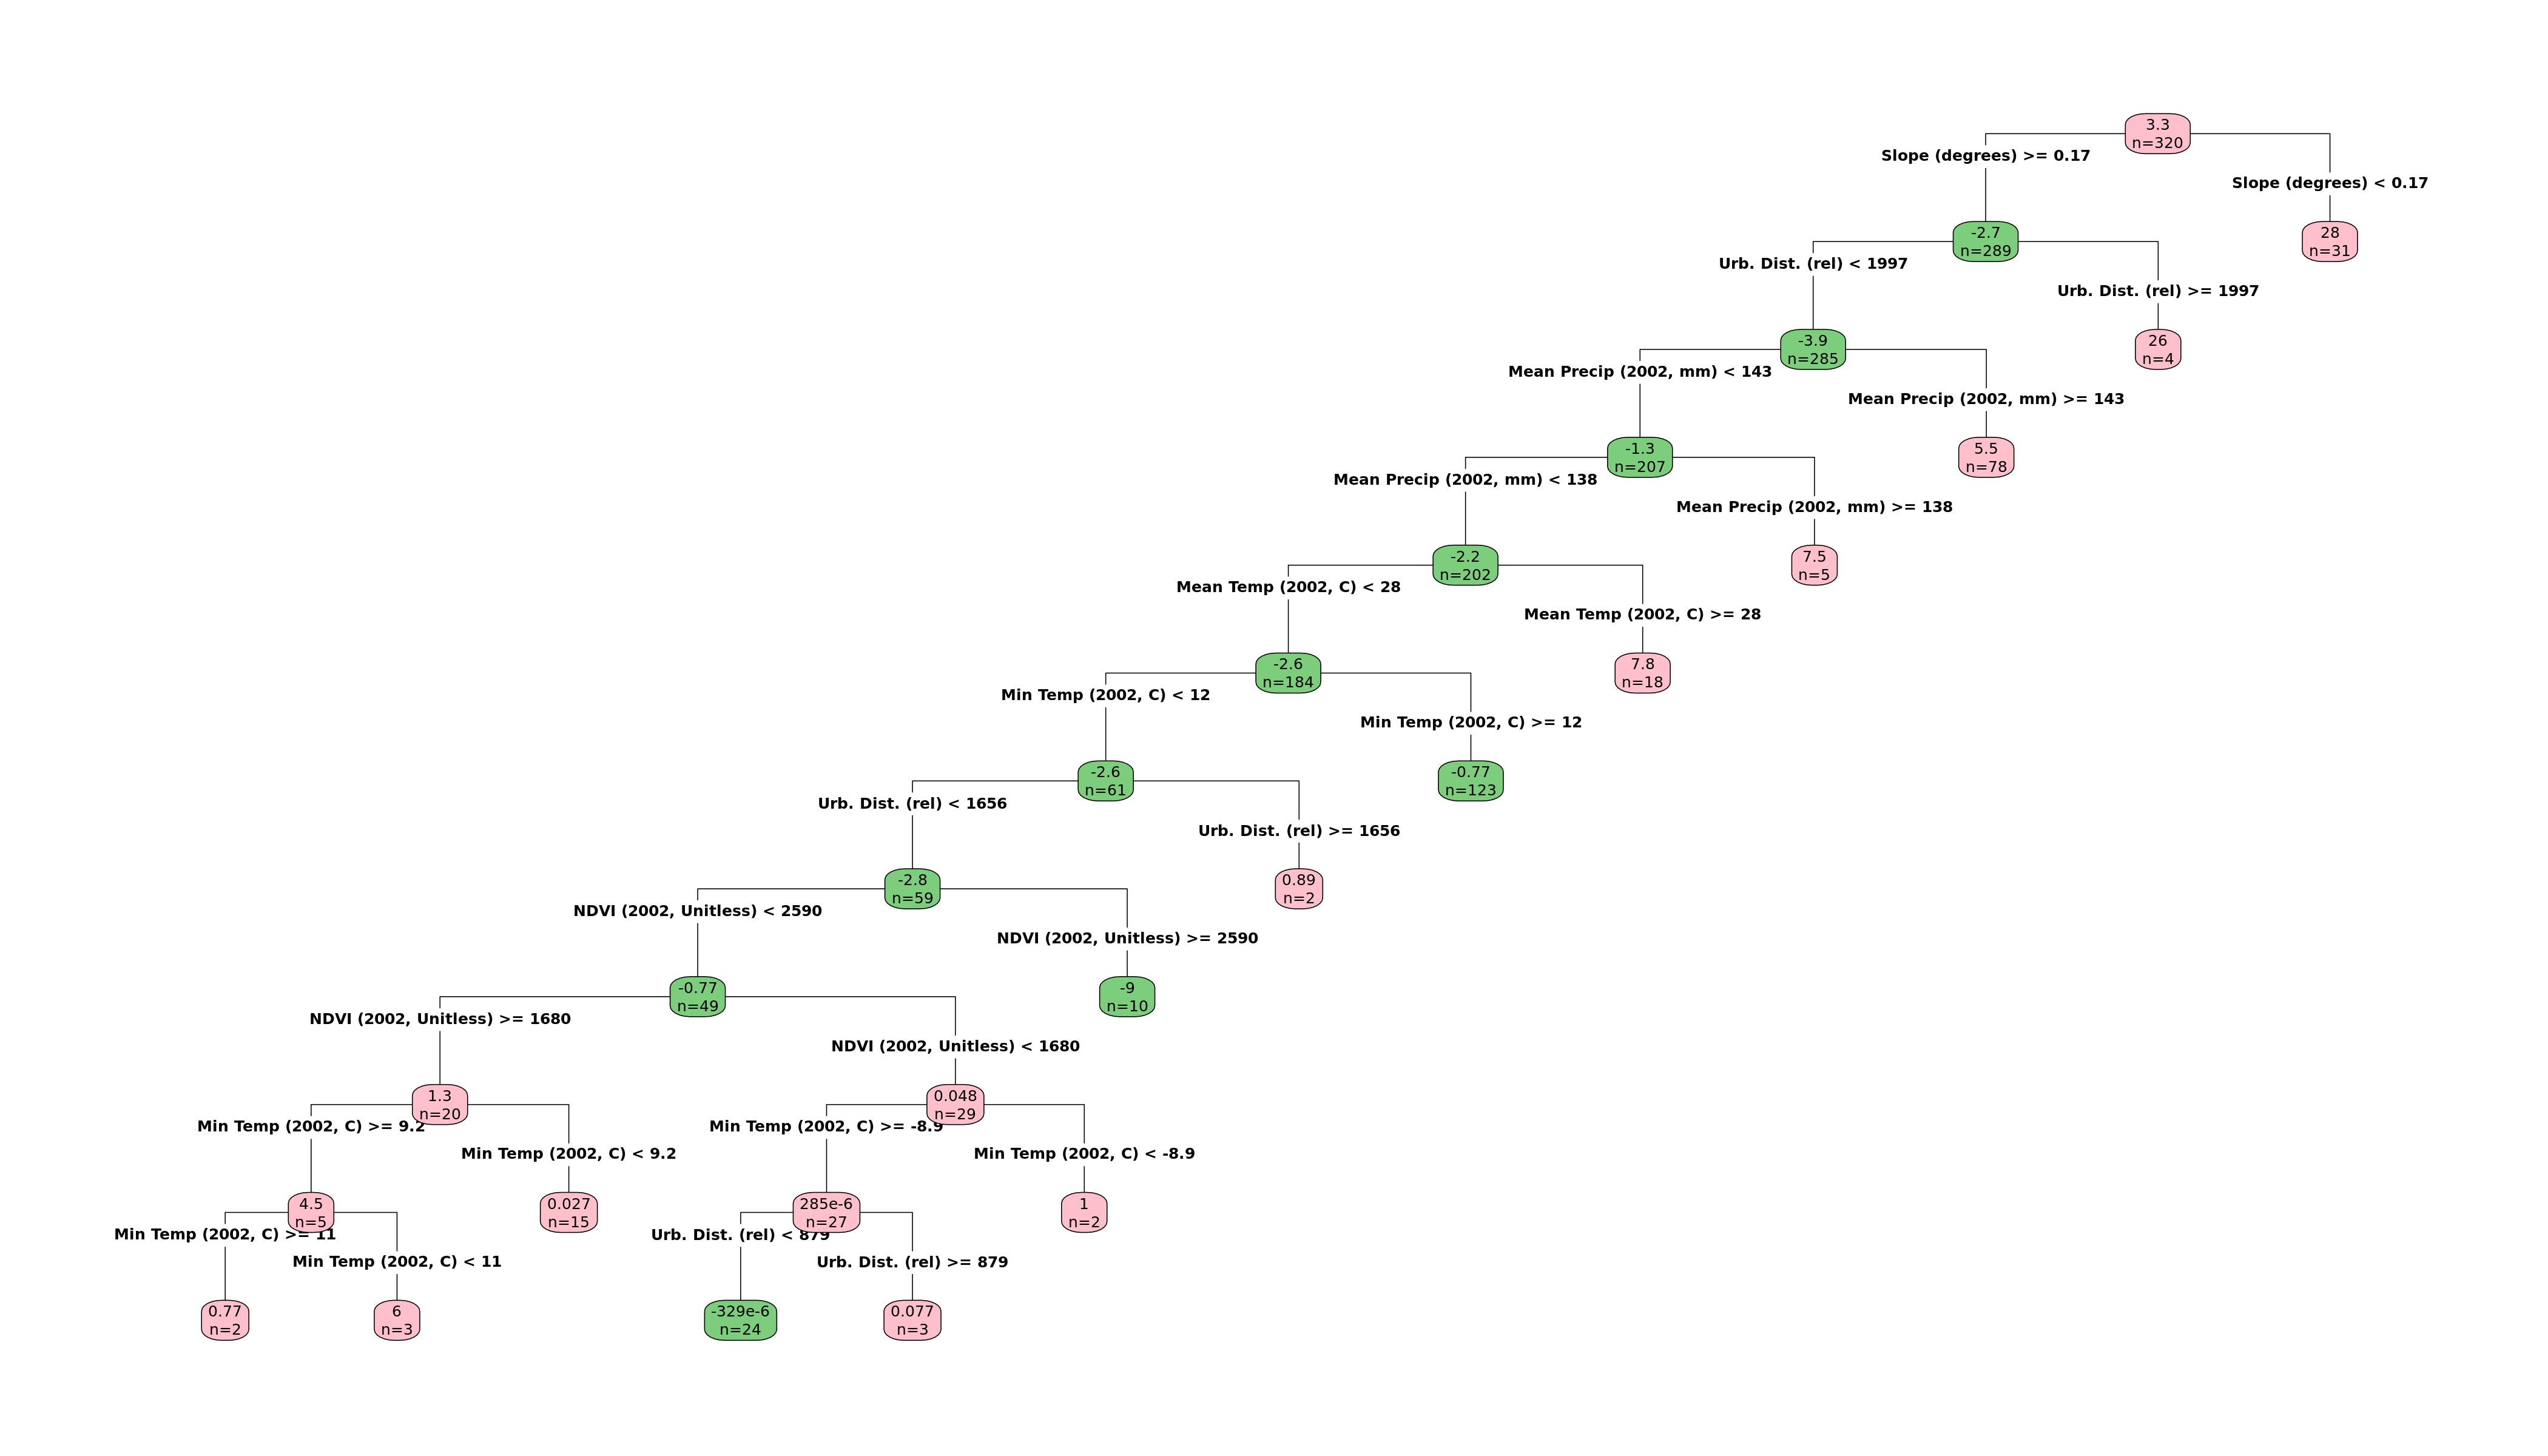 3.3
n=320
Slope (degrees) >= 0.17
Slope (degrees) < 0.17
-2.7
n=289
28
n=31
Urb. Dist. (rel) < 1997
Urb. Dist. (rel) >= 1997
-3.9
n=285
26
n=4
Mean Precip (2002, mm) < 143
Mean Precip (2002, mm) >= 143
-1.3
n=207
5.5
n=78
Mean Precip (2002, mm) < 138
Mean Precip (2002, mm) >= 138
-2.2
n=202
7.5
n=5
Mean Temp (2002, C) < 28
Mean Temp (2002, C) >= 28
-2.6
n=184
7.8
n=18
Min Temp (2002, C) < 12
Min Temp (2002, C) >= 12
-2.6
n=61
-0.77
n=123
Urb. Dist. (rel) < 1656
Urb. Dist. (rel) >= 1656
-2.8
n=59
0.89
n=2
NDVI (2002, Unitless) < 2590
NDVI (2002, Unitless) >= 2590
-0.77
n=49
-9
n=10
NDVI (2002, Unitless) >= 1680
NDVI (2002, Unitless) < 1680
1.3
n=20
0.048
n=29
Min Temp (2002, C) >= 9.2
Min Temp (2002, C) < 9.2
Min Temp (2002, C) >= -8.9
Min Temp (2002, C) < -8.9
4.5
n=5
0.027
n=15
285e-6
n=27
1
n=2
Min Temp (2002, C) >= 11
Min Temp (2002, C) < 11
Urb. Dist. (rel) < 879
Urb. Dist. (rel) >= 879
0.77
n=2
6
n=3
-329e-6
n=24
0.077
n=3